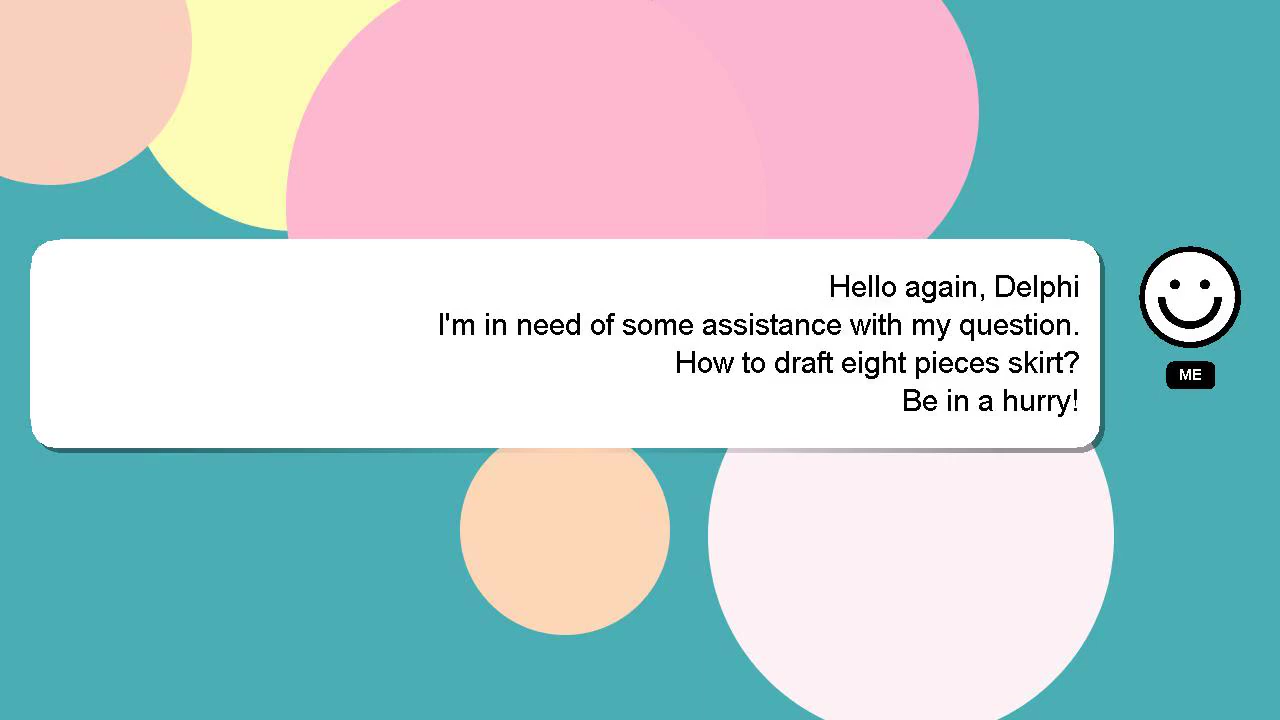 Hello again, Delphi
I'm in need of some assistance with my question.
How to draft eight pieces skirt?
Be in a hurry!
ME